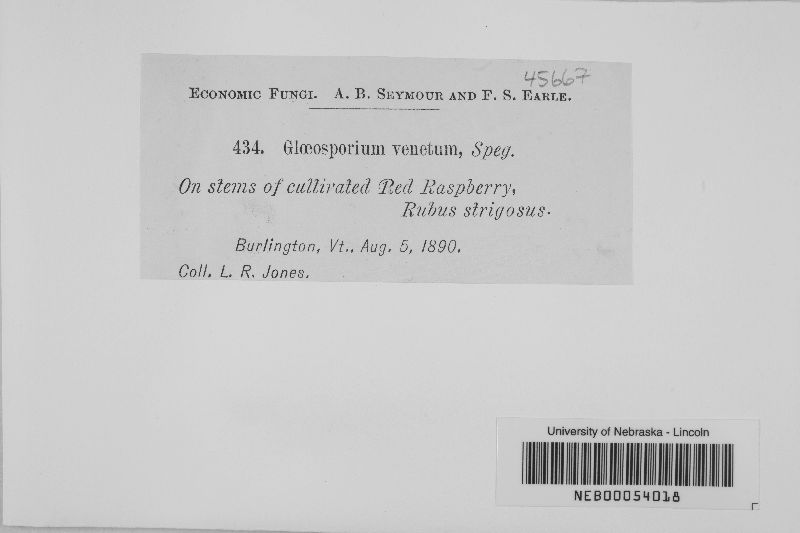 45667
Economic Fungi. A. B. Seymour and F. S. Earle.
434. Glœosporium venetum, Speg.
On stems of cultivated Red Raspberry,
Rubus strigosus.
Burlington, Vt., Aug. 5, 1890.
Coll. L. R. Jones.
University of Nebraska - Lincoln
NEB00054018